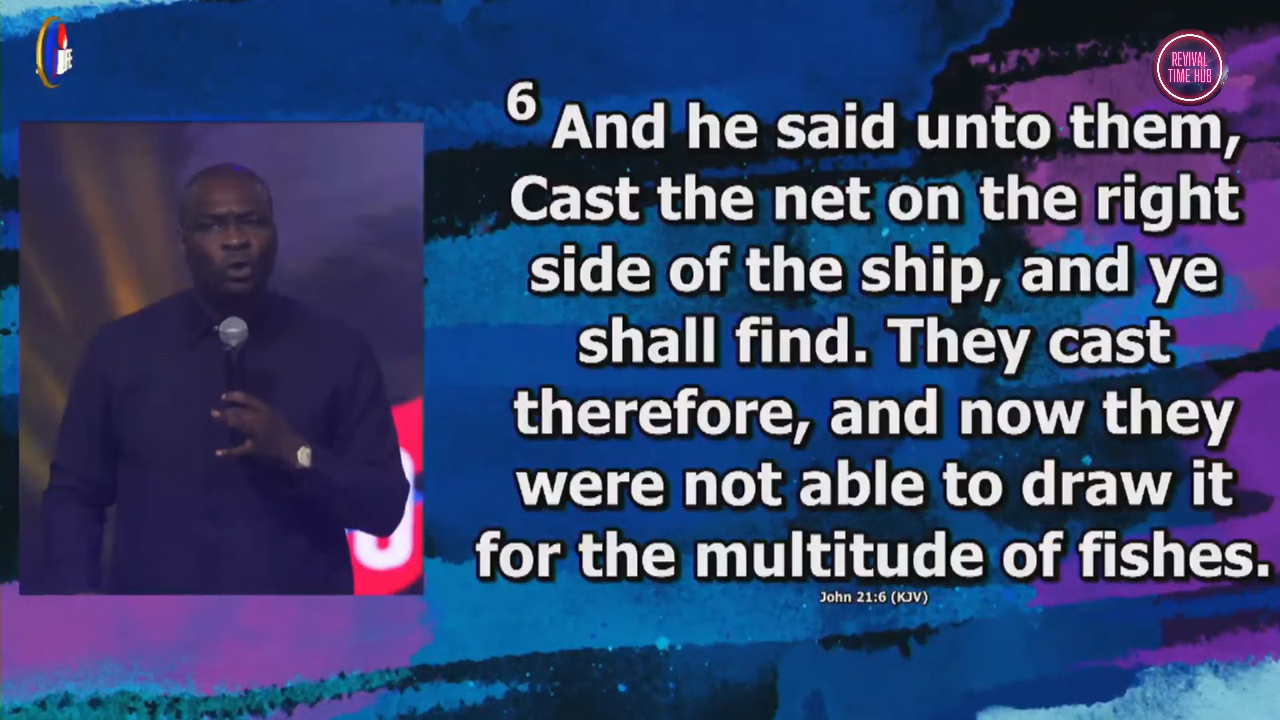 REVIVAL
TIME HUB
6 And he said unto them,
Cast the net on the right
side of the ship, and ye
shall find. They cast
therefore, and now they
were not able to draw it
for the multitude of fishes.
John 21:6 (KJV)